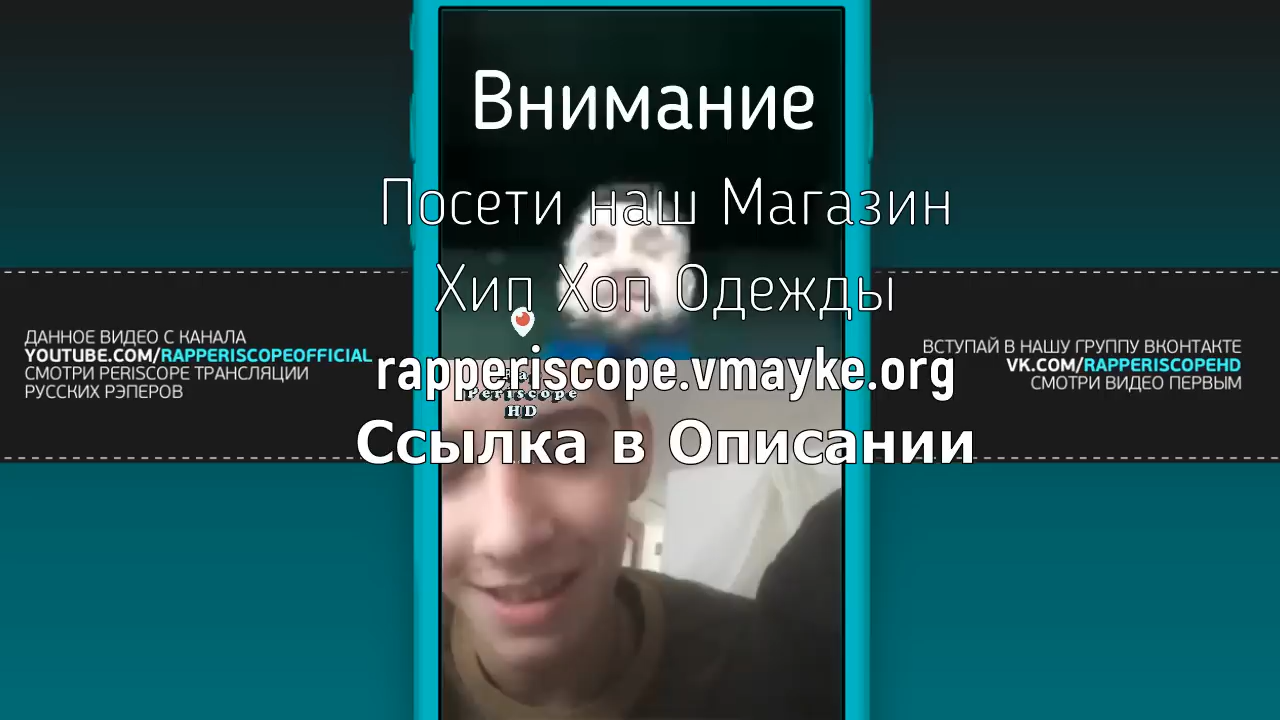 Внимание
Посети наш Магазин
Хип Хоп Одежды
rapperiscope.vmayke.org
Ссылка в Описании
ДАННОЕ ВИДЕО С КАНАЛА
YOUTUBE.COM/RAPPERISCOPEOFFICIAL
СМОТРИ PERISCOPE ТРАНСЛЯЦИИ
РУССКИХ РЭПЕРОВ
Periscope
HD
ВСТУПАЙ В НАШУ ГРУППУ ВКОНТАКТЕ
VK.COM/RAPPERISCOPEHD
СМОТРИ ВИДЕО ПЕРВЫМ